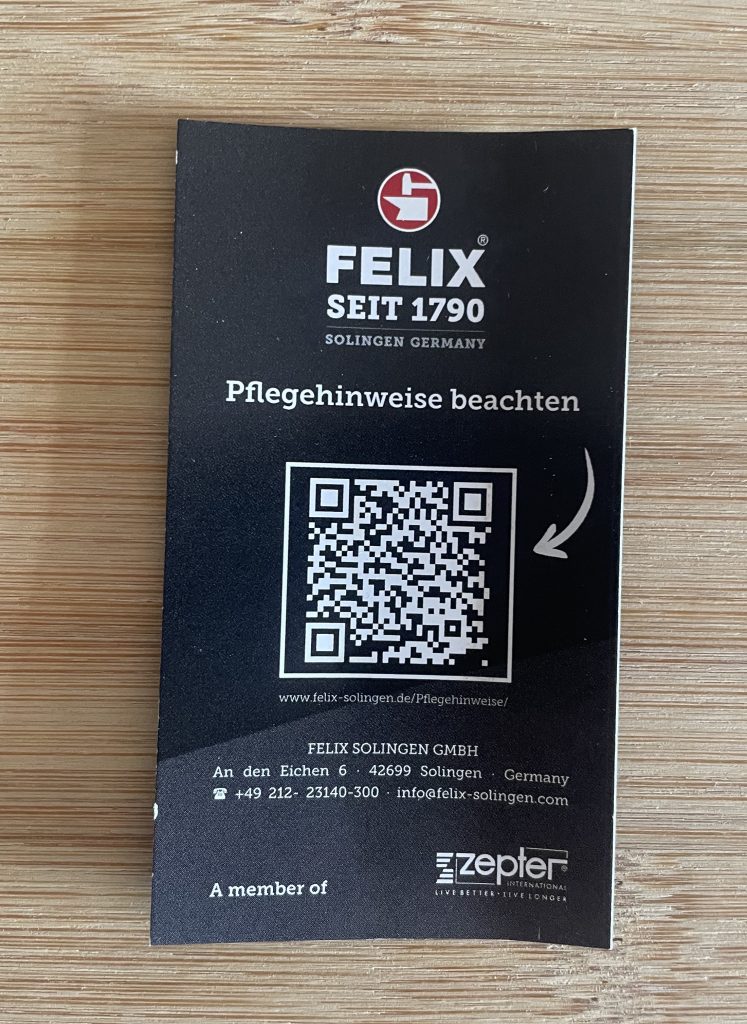 FELIX®
SEIT 1790
SOLINGEN GERMANY
Pflegehinweise beachten
www.felix-solingen.de/Pflegehinweise/
FELIX SOLINGEN GMBH
An den Eichen 6 · 42699 Solingen · Germany
☎ +49 212- 23140-300 · info@felix-solingen.com
A member of
zepter®
INTERNATIONAL
LIVE BETTER · LIVE LONGER